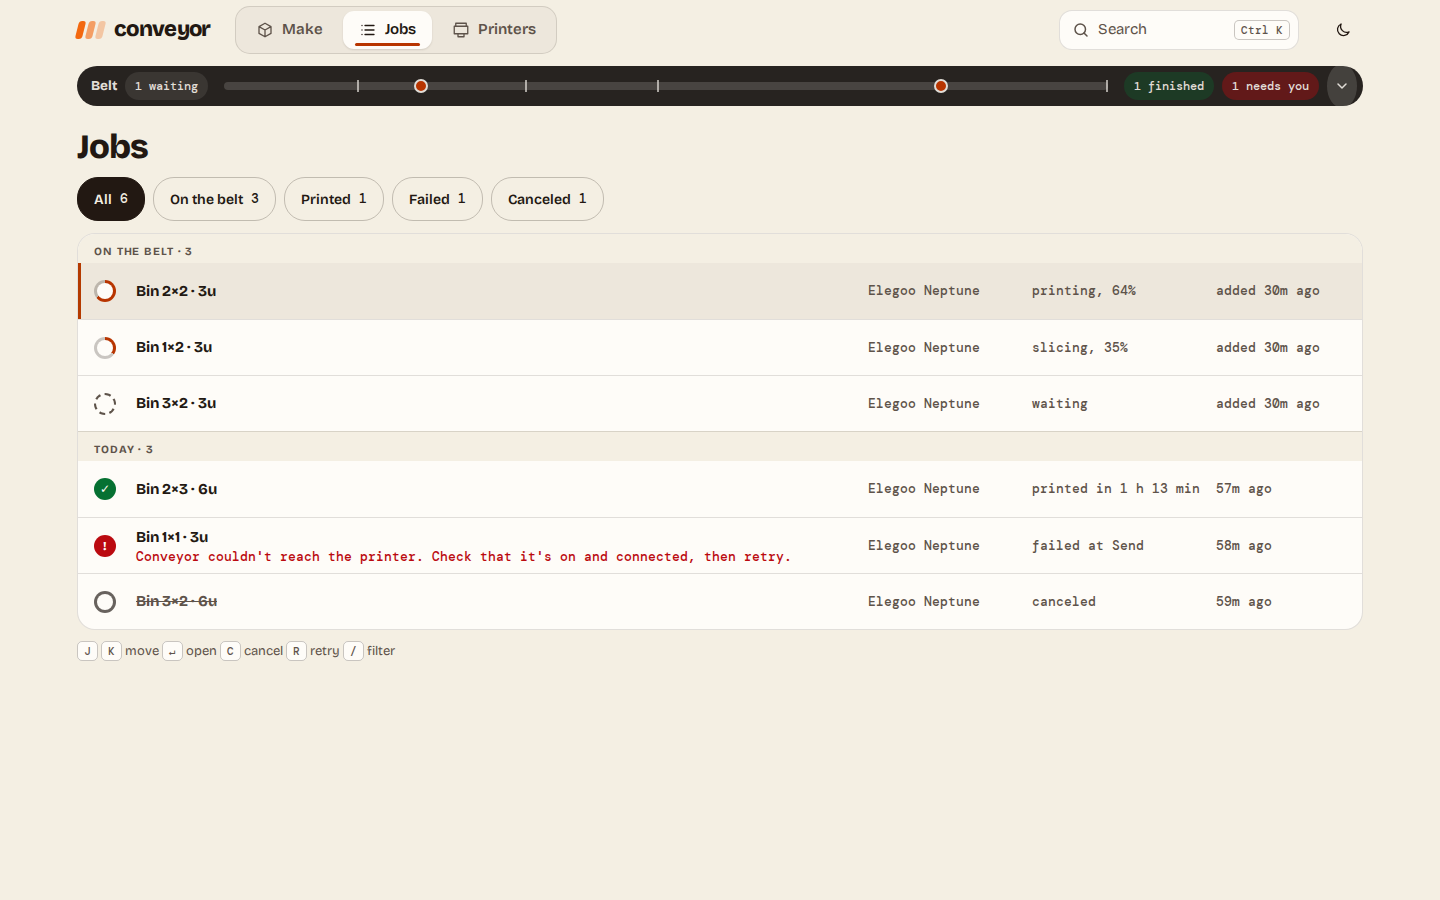 conveyor
Make
Jobs
Printers
Search
Ctrl K
Belt
1 waiting
1 finished
1 needs you
Jobs
All 6
On the belt 3
Printed 1
Failed 1
Canceled 1
ON THE BELT · 3
Bin 2×2 · 3u Elegoo Neptune printing, 64% added 30m ago
Bin 1×2 · 3u Elegoo Neptune slicing, 35% added 30m ago
Bin 3×2 · 3u Elegoo Neptune waiting added 30m ago
TODAY · 3
✓ Bin 2×3 · 6u Elegoo Neptune printed in 1 h 13 min 57m ago
! Bin 1×1 · 3u Elegoo Neptune failed at Send 58m ago
Conveyor couldn't reach the printer. Check that it's on and connected, then retry.
Bin 3×2 · 6u Elegoo Neptune canceled 59m ago
J K move ↵ open C cancel R retry / filter